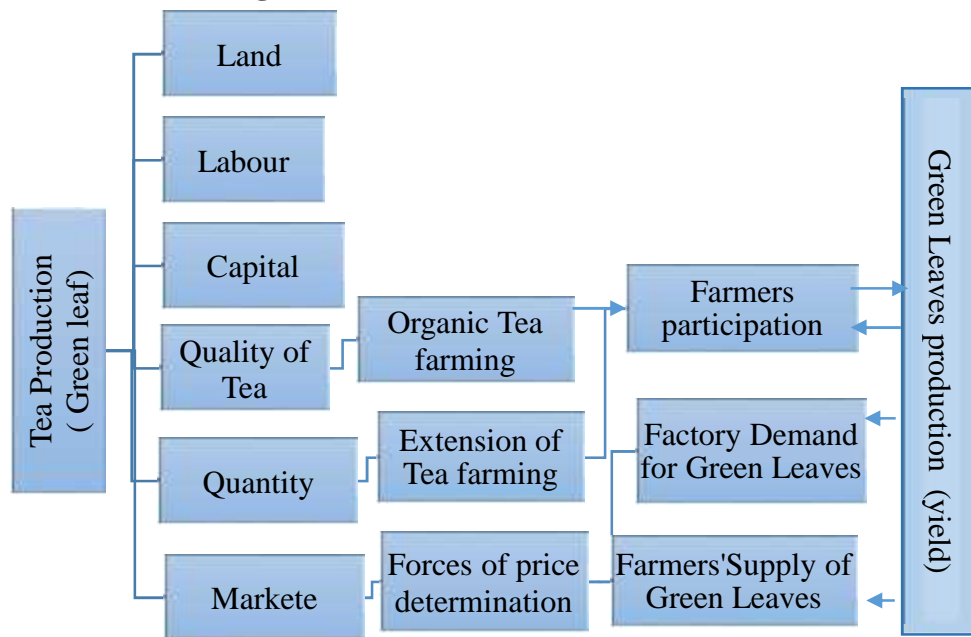 Tea Production
( Green leaf)
Land
Labour
Capital
Quality of
Tea
Quantity
Markete
Organic Tea
farming
Extension of
Tea farming
Forces of price
determination
Farmers
participation
Factory Demand
for Green Leaves
Farmers'Supply of
Green Leaves
Green Leaves production (yield)